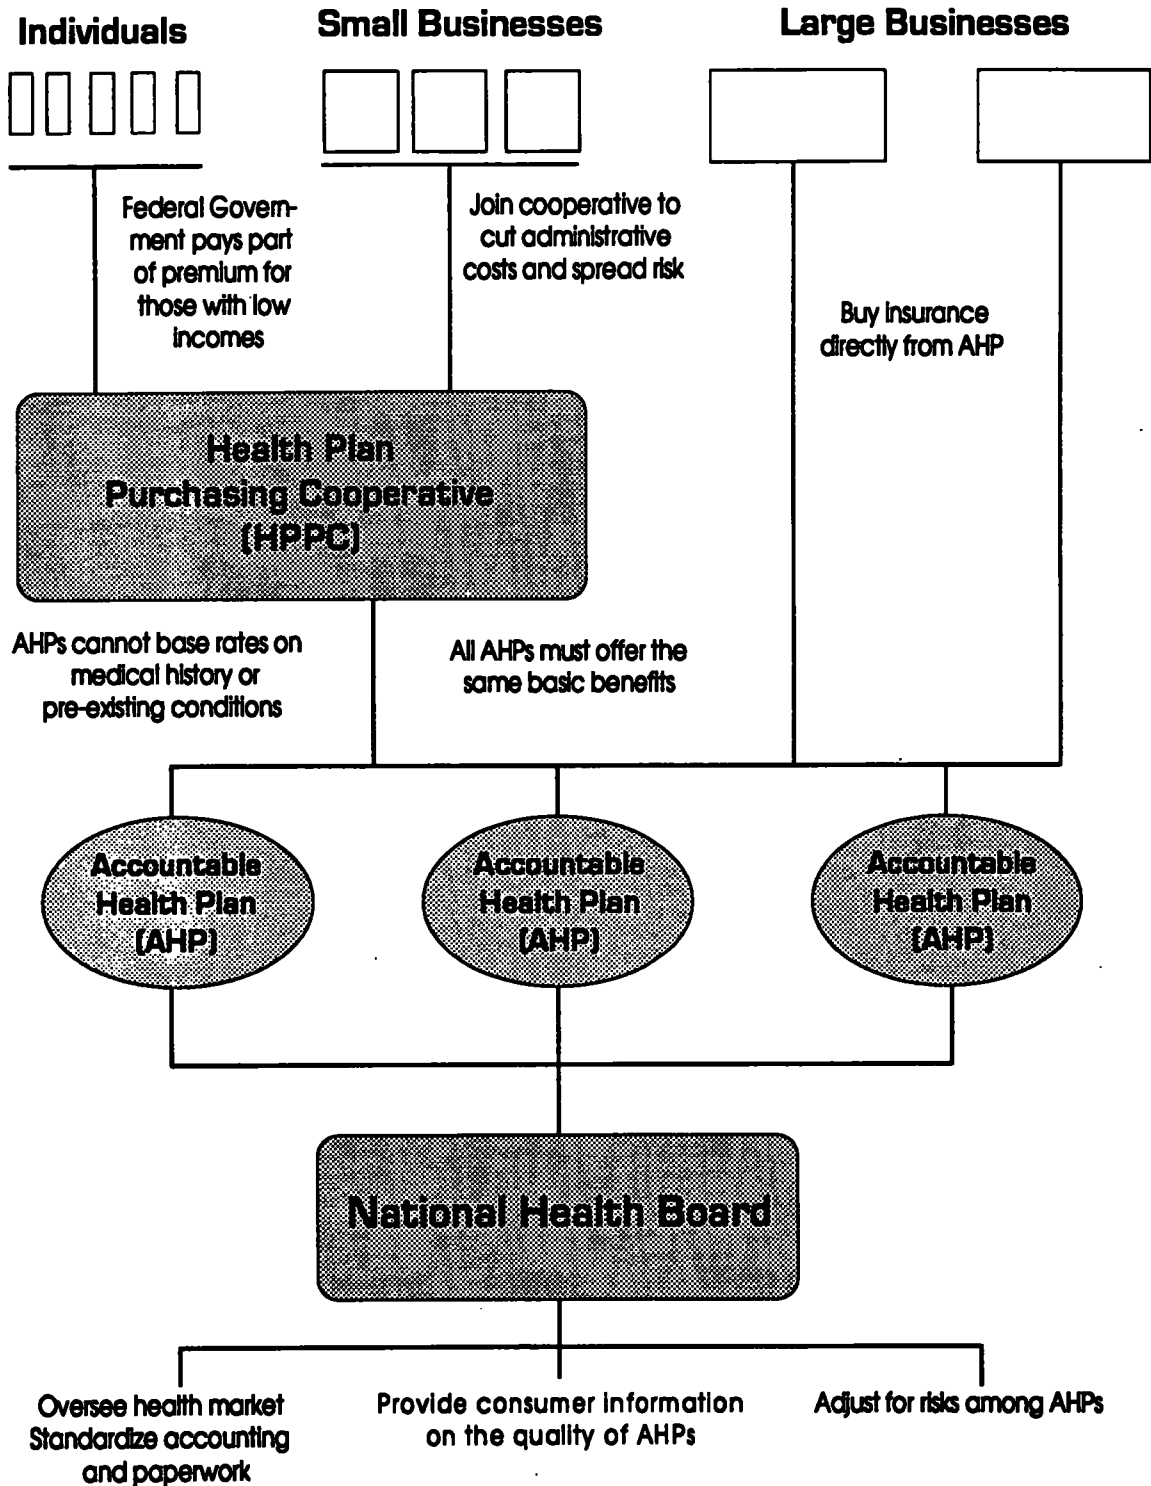 Individuals
Small Businesses
Large Businesses
Federal Govern-
ment pays part
of premium for
those with low
incomes
Join cooperative to
cut administrative
costs and spread risk
Buy insurance
directly from AHP
Health Plan
Purchasing Cooperative
(HPPC)
AHPs cannot base rates on
medical history or
pre-existing conditions
All AHPs must offer the
same basic benefits
Accountable
Health Plan
(AHP)
Accountable
Health Plan
(AHP)
Accountable
Health Plan
(AHP)
National Health Board
Oversee health market
Standardize accounting
and paperwork
Provide consumer information
on the quality of AHPs
Adjust for risks among AHPs